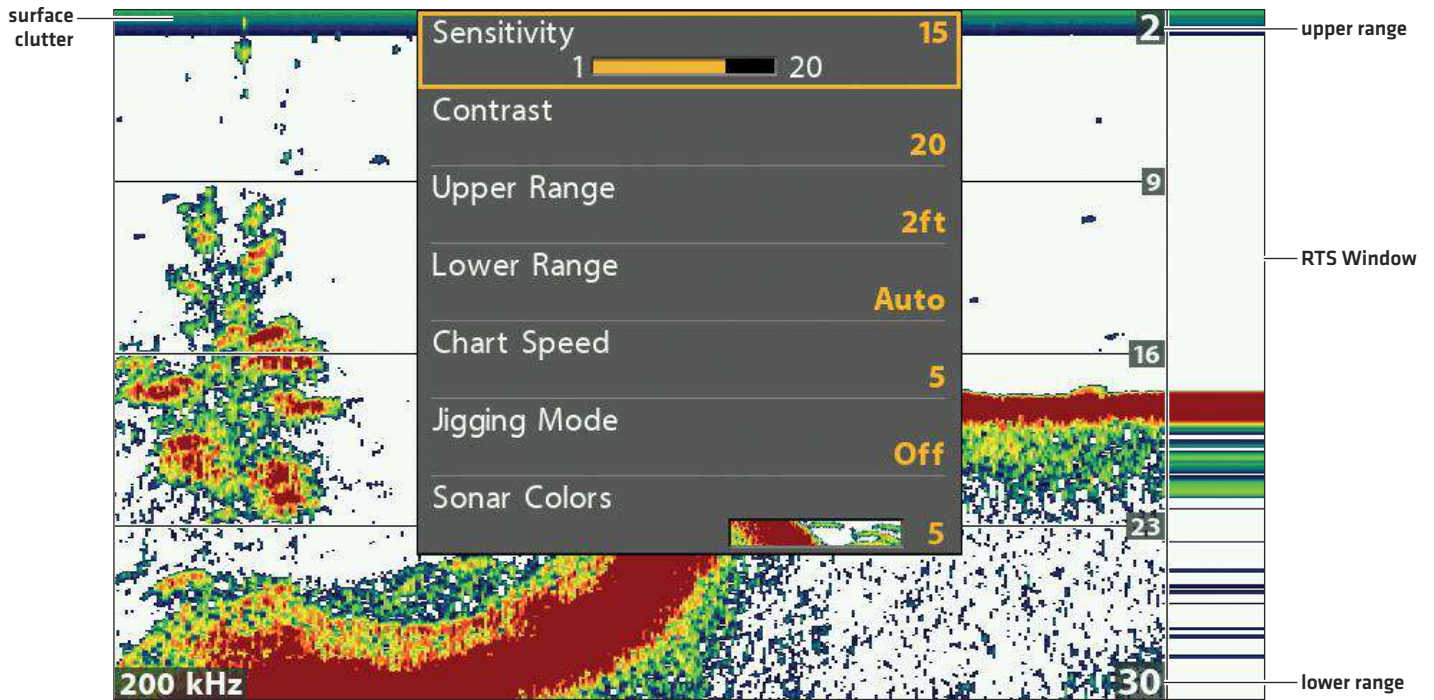 surface
clutter
Sensitivity
15
1
20
2
upper range
Contrast
20
Upper Range
2ft
9
Lower Range
Auto
RTS Window
Chart Speed
5
16
Jigging Mode
Off
Sonar Colors
5
23
200 kHz
30
lower range